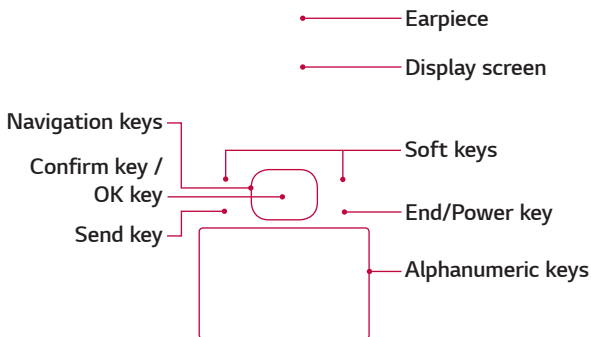 Earpiece
Display screen
Navigation keys
Soft keys
Confirm key /
OK key
End/Power key
Send key
Alphanumeric keys